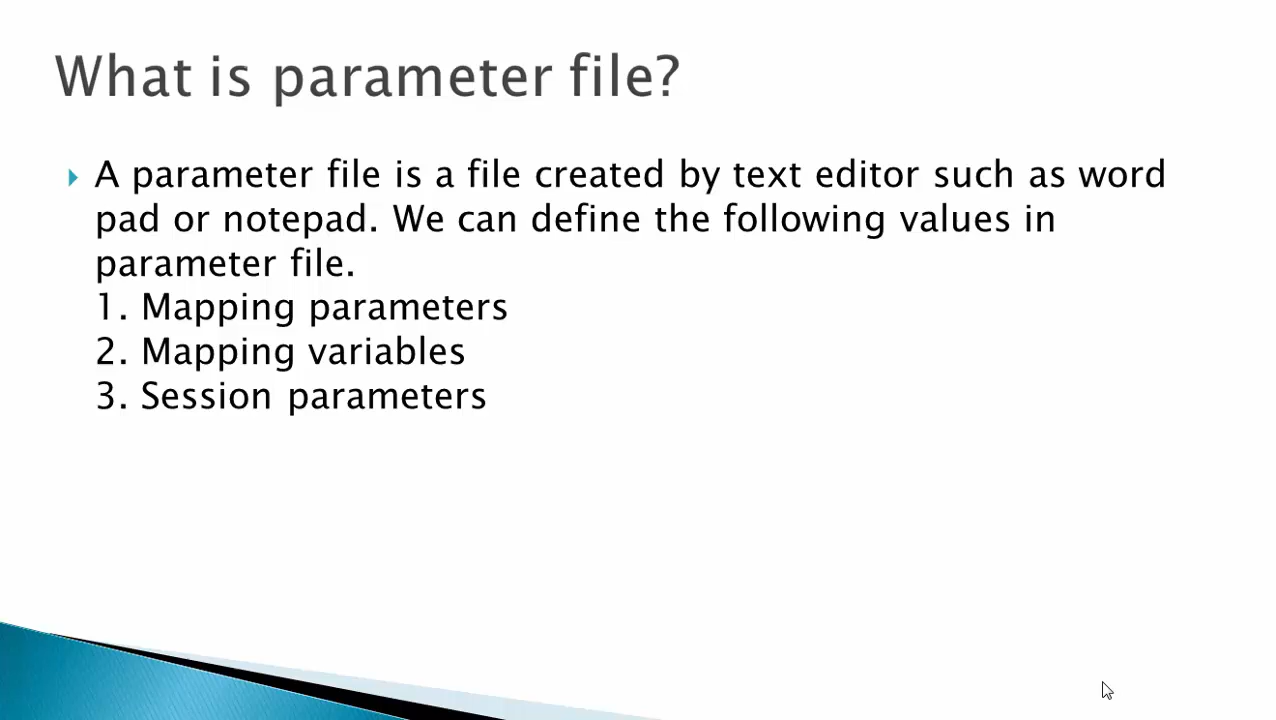 What is parameter file?
A parameter file is a file created by text editor such as word
pad or notepad. We can define the following values in
parameter file.
1. Mapping parameters
2. Mapping variables
3. Session parameters